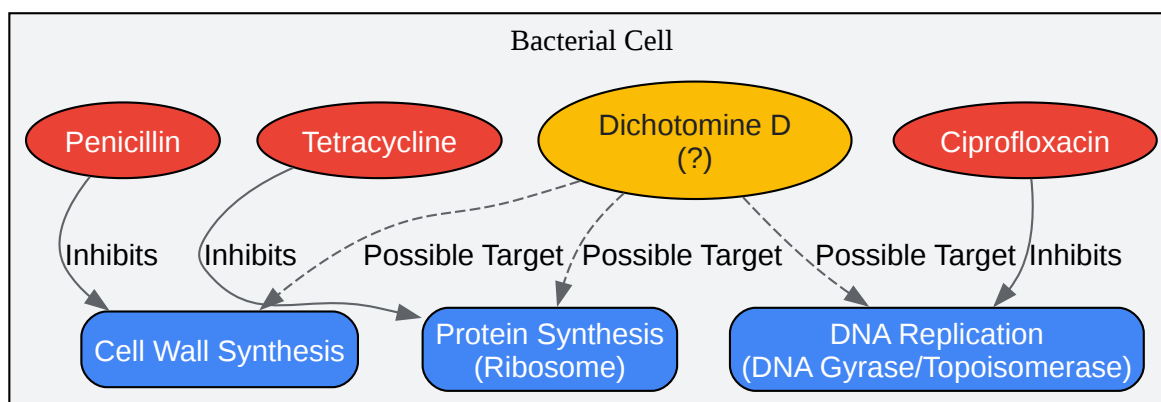 Bacterial Cell
Penicillin
Tetracycline
Dichotomine D
(?)
Ciprofloxacin
Inhibits
Inhibits
Possible Target
Possible Target
Possible Target
Inhibits
Cell Wall Synthesis
Protein Synthesis
(Ribosome)
DNA Replication
(DNA Gyrase/Topoisomerase)